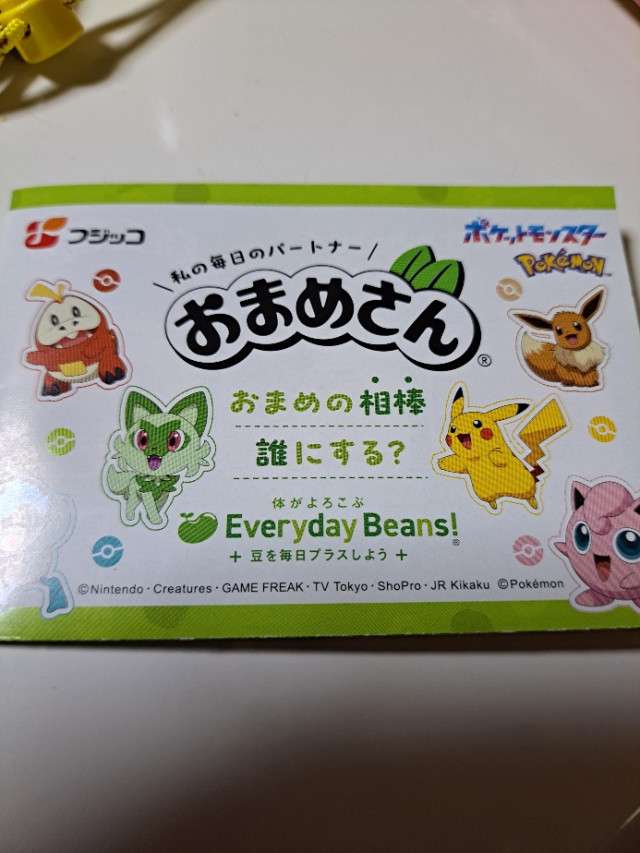 フジッコ
ポケットモンスター
POKÉMON™
私の毎日のパートナー
おまめさん®
おまめの相棒
誰にする?
体がよろこぶ
Everyday Beans!®
+ 豆を毎日プラスしよう +
©Nintendo・Creatures・GAME FREAK・TV Tokyo・ShoPro・JR Kikaku ©Pokémon